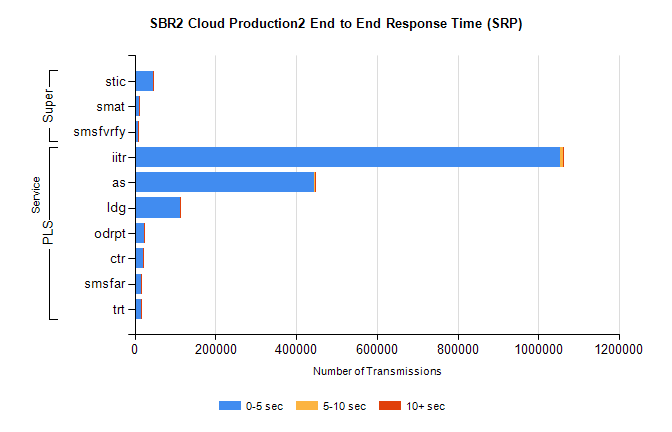 SBR2 Cloud Production2 End to End Response Time (SRP)
Service
Super
stic
smat
smsfvrfy
PLS
iitr
as
ldg
odrpt
ctr
smsfar
trt
0 200000 400000 600000 800000 1000000 1200000
Number of Transmissions
0-5 sec 5-10 sec 10+ sec